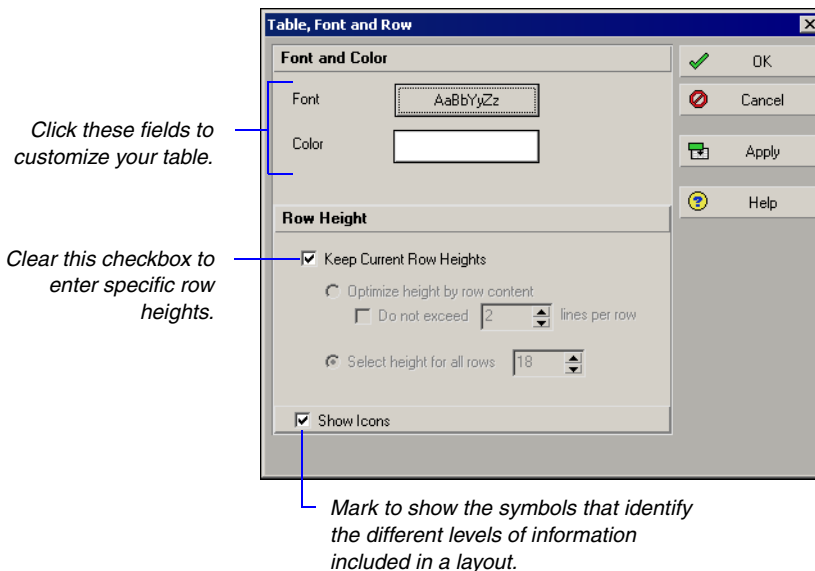 Table, Font and Row
Font and Color
OK
Font
AaBbYyZz
Cancel
Click these fields to
customize your table.
Color
Apply
Help
Row Height
Clear this checkbox to
enter specific row
heights.
Keep Current Row Heights
Optimize height by row content
Do not exceed 2 lines per row
Select height for all rows 18
Show Icons
Mark to show the symbols that identify
the different levels of information
included in a layout.